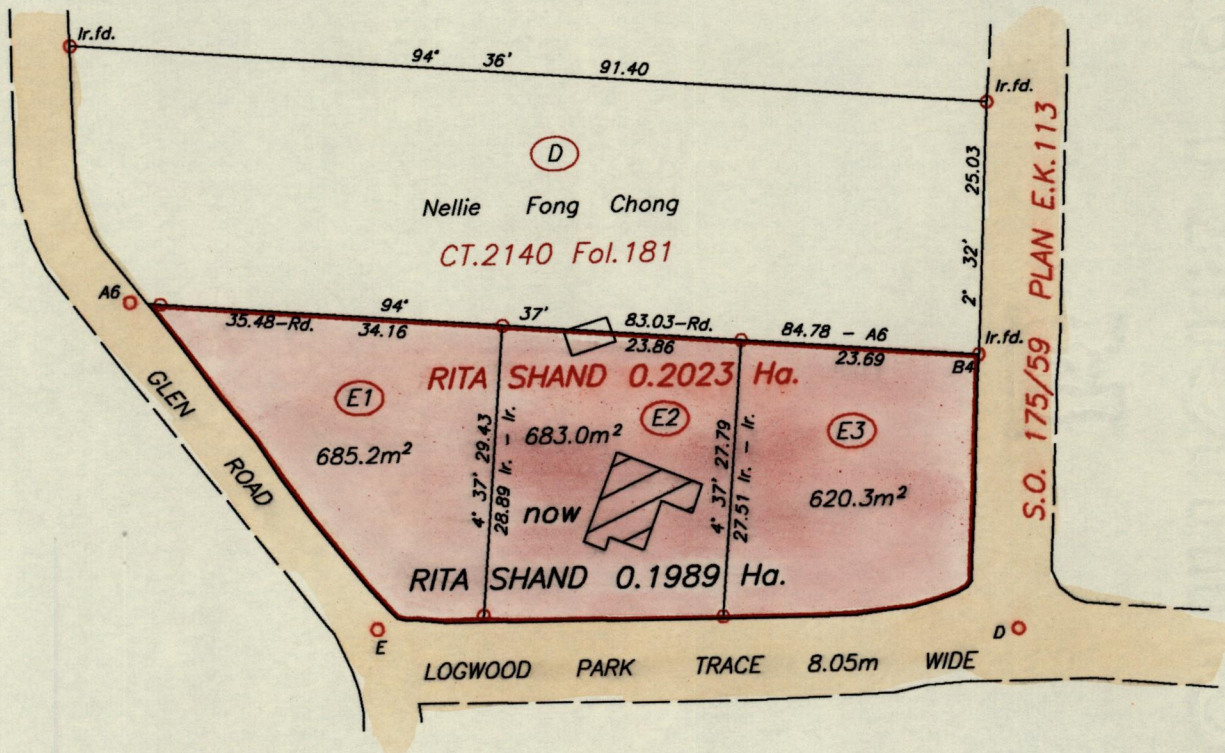 Ir.fd.
94° 36' 91.40
Ir.fd.
D
Nellie Fong Chong
CT.2140 Fol.181
25.03
2° 32'
S.O. 175/59 PLAN E.K.113
A6
94° 37'
35.48-Rd. 83.03-Rd. 84.78 - A6
34.16 23.86 23.69
Ir.fd.
B4
GLEN ROAD
RITA SHAND 0.2023 Ha.
E1
E2
E3
685.2m²
683.0m²
620.3m²
4° 37' 29.43
28.89 Ir. - Ir.
4° 37' 27.79
27.51 Ir. - Ir.
now
RITA SHAND 0.1989 Ha.
E
D
LOGWOOD PARK TRACE 8.05m WIDE